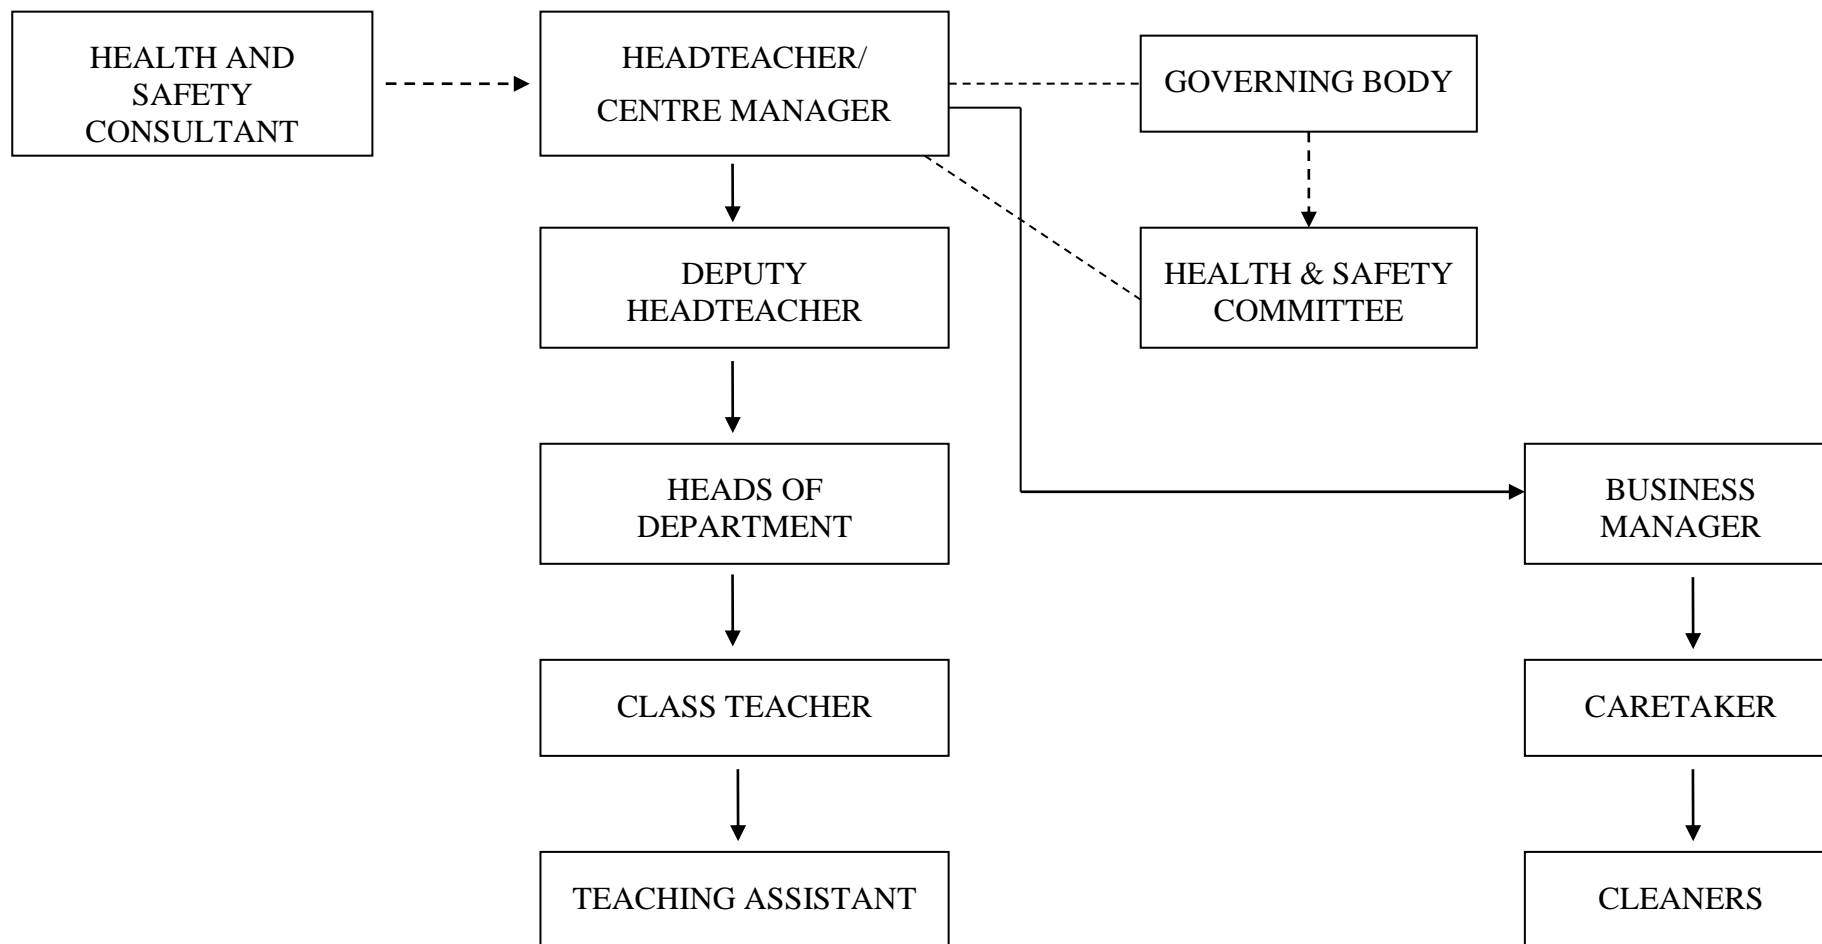 HEALTH AND
SAFETY
CONSULTANT
HEADTEACHER/
CENTRE MANAGER
GOVERNING BODY
DEPUTY
HEADTEACHER
HEALTH & SAFETY
COMMITTEE
HEADS OF
DEPARTMENT
BUSINESS
MANAGER
CLASS TEACHER
CARETAKER
TEACHING ASSISTANT
CLEANERS